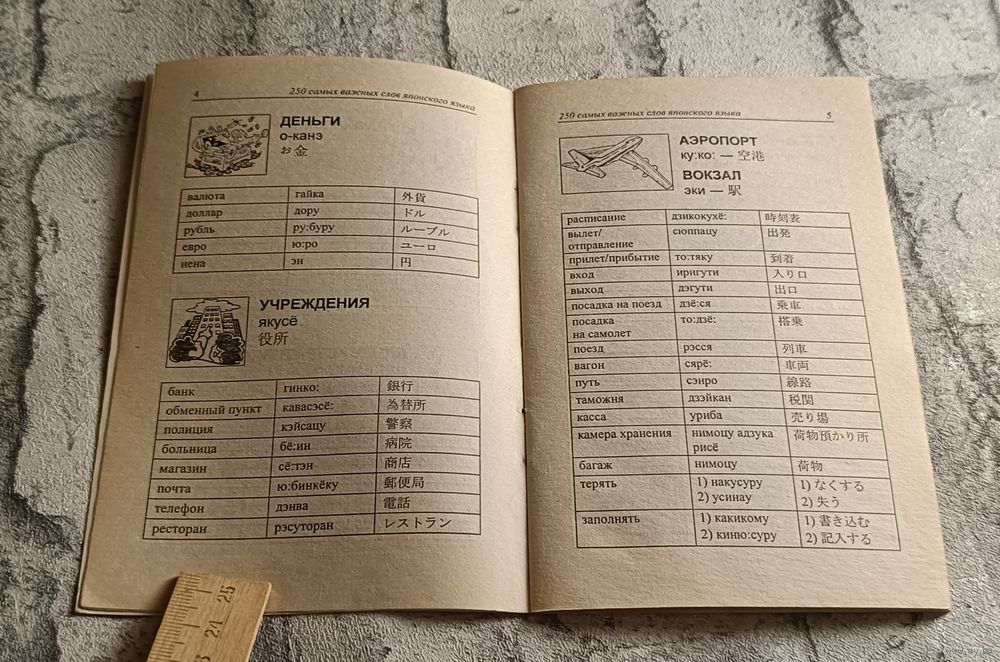 4 250 самых важных слов японского языка
ДЕНЬГИ
о-канэ
お金
валюта гайка 外貨
доллар дору ドル
рубль ру:буру ルーブル
евро ю:ро ユーロ
иена эн 円
УЧРЕЖДЕНИЯ
якусё
役所
банк гинко: 銀行
обменный пункт кавасэсё: 為替所
полиция кэйсацу 警察
больница бё:ин 病院
магазин сё:тэн 商店
почта ю:бинкёку 郵便局
телефон дэнва 電話
ресторан рэсуторан レストラン
250 самых важных слов японского языка 5
АЭРОПОРТ
ку:ко: — 空港
ВОКЗАЛ
эки — 駅
расписание дзикокухё: 時刻表
вылет/ сюппацу 出発
отправление
прилет/прибытие то:тяку 到着
вход иригути 入り口
выход дэгути 出口
посадка на поезд дзё:ся 乗車
посадка то:дзё: 搭乗
на самолет
поезд рэсся 列車
вагон сярё: 車両
путь сэнро 線路
таможня дзэйкан 税関
касса уриба 売り場
камера хранения нимоцу адзука 荷物預かり所
рисё
багаж нимоцу 荷物
терять 1) накусуру 1) なくする
2) усинау 2) 失う
заполнять 1) какикому 1) 書き込む
2) киню:суру 2) 記入する
24 25